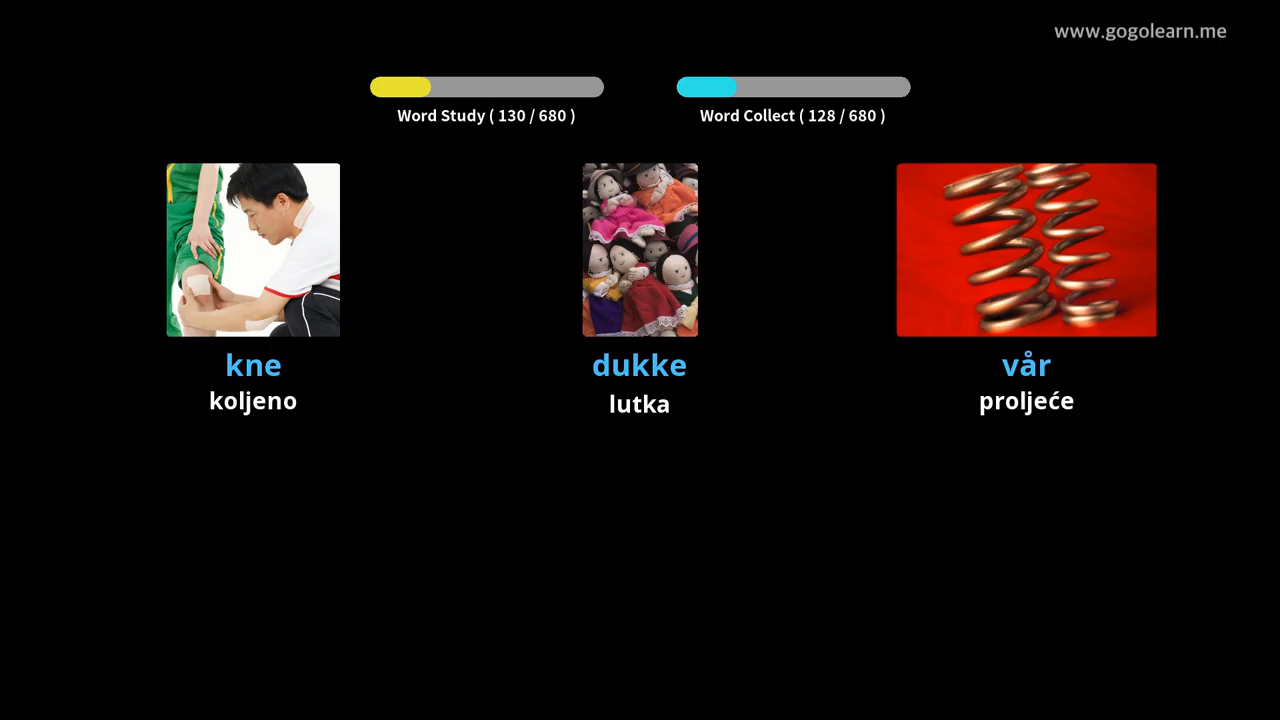 www.gogolearn.me
Word Study ( 130 / 680 )
Word Collect ( 128 / 680 )
kne
koljeno
dukke
lutka
vår
proljeće